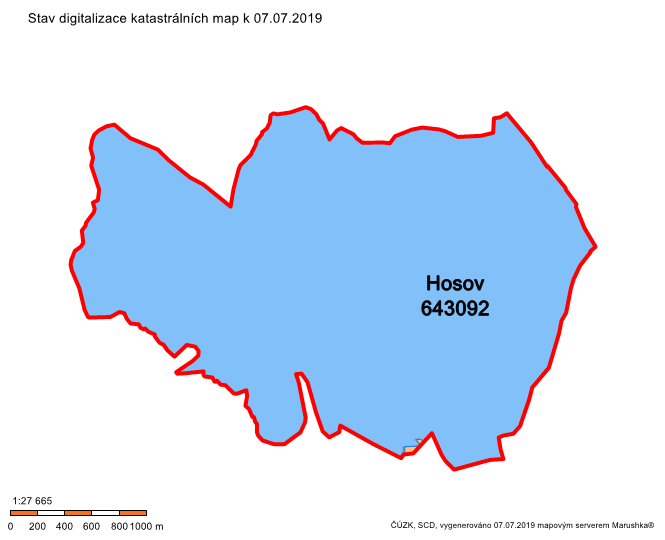 Stav digitalizace katastrálních map k 07.07.2019
Hosov
643092
1:27 665
0 200 400 600 800 1000 m
ČÚZK, SCD, vygenerováno 07.07.2019 mapovým serverem Marushka®